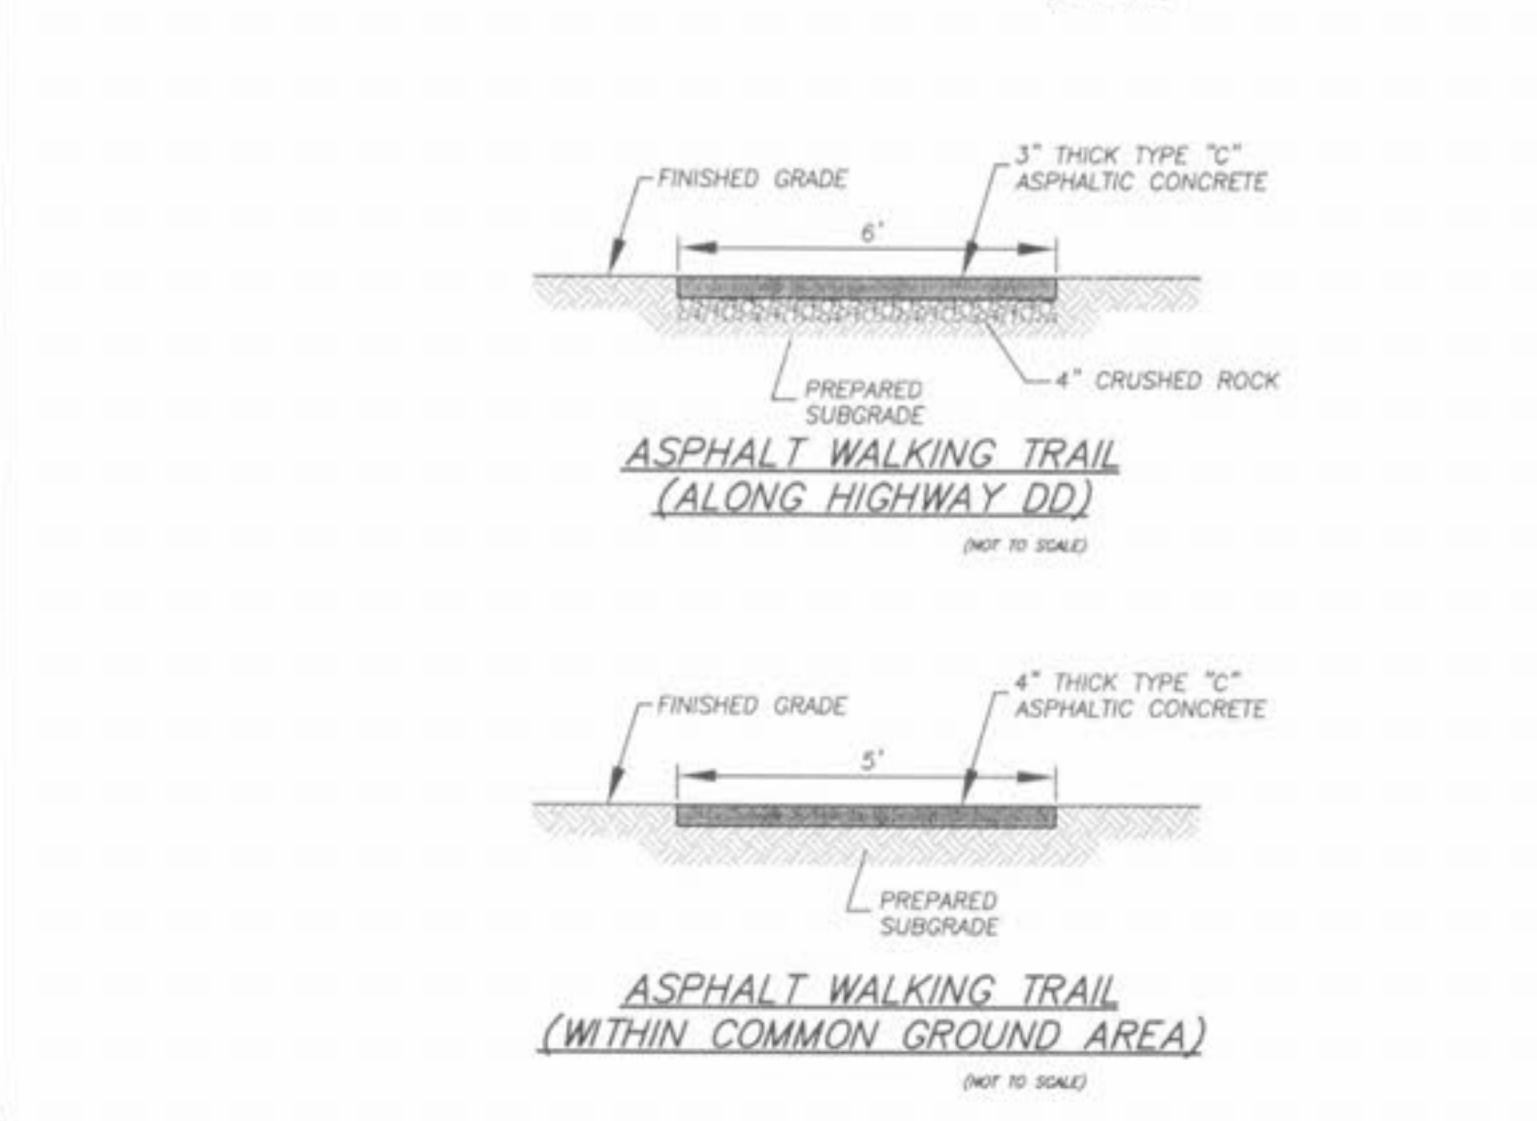 FINISHED GRADE
3" THICK TYPE "C"
ASPHALTIC CONCRETE
6'
4" CRUSHED ROCK
PREPARED
SUBGRADE
ASPHALT WALKING TRAIL
(ALONG HIGHWAY DD)
(NOT TO SCALE)
FINISHED GRADE
4" THICK TYPE "C"
ASPHALTIC CONCRETE
5'
PREPARED
SUBGRADE
ASPHALT WALKING TRAIL
(WITHIN COMMON GROUND AREA)
(NOT TO SCALE)